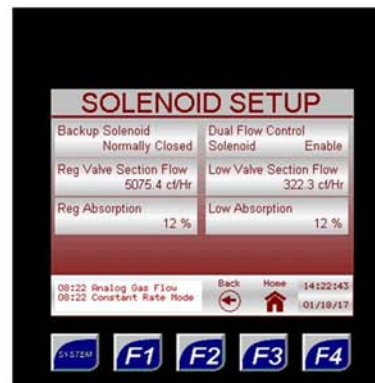 SOLENOID SETUP
Backup Solenoid
Normally Closed
Dual Flow Control
Solenoid Enable
Reg Valve Section Flow
5075.4 cf/Hr
Low Valve Section Flow
322.3 cf/Hr
Reg Absorption
12 %
Low Absorption
12 %
08:22 Analog Gas Flow
08:22 Constant Rate Mode
Back
Home
14:22:43
01/18/17
SYSTEM
F1
F2
F3
F4